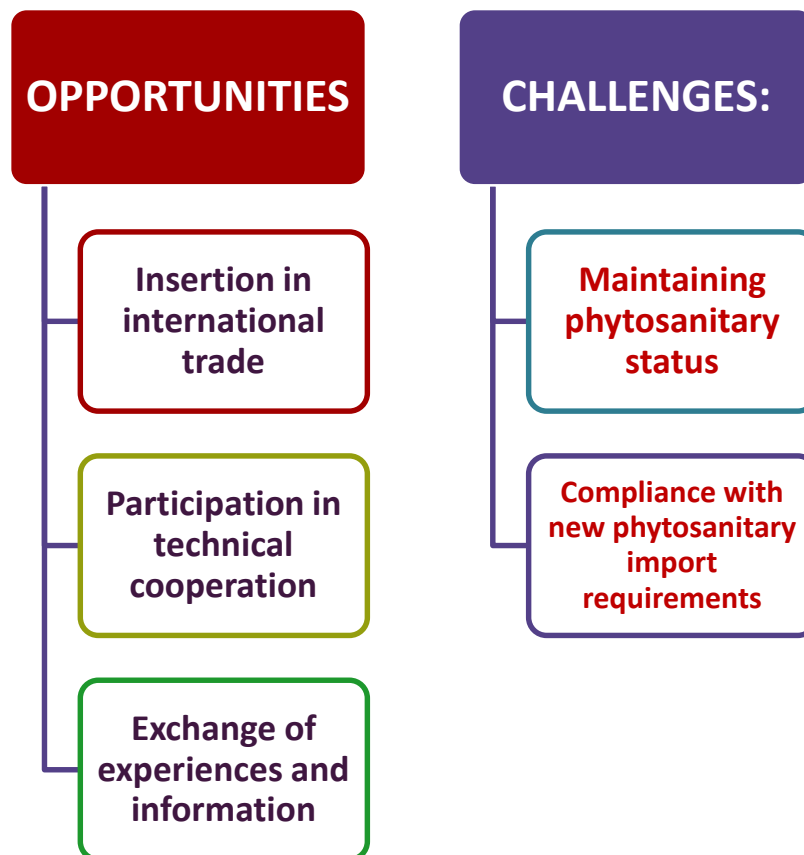 OPPORTUNITIES
Insertion in
international
trade
Participation in
technical
cooperation
Exchange of
experiences and
information
CHALLENGES:
Maintaining
phytosanitary
status
Compliance with
new phytosanitary
import
requirements